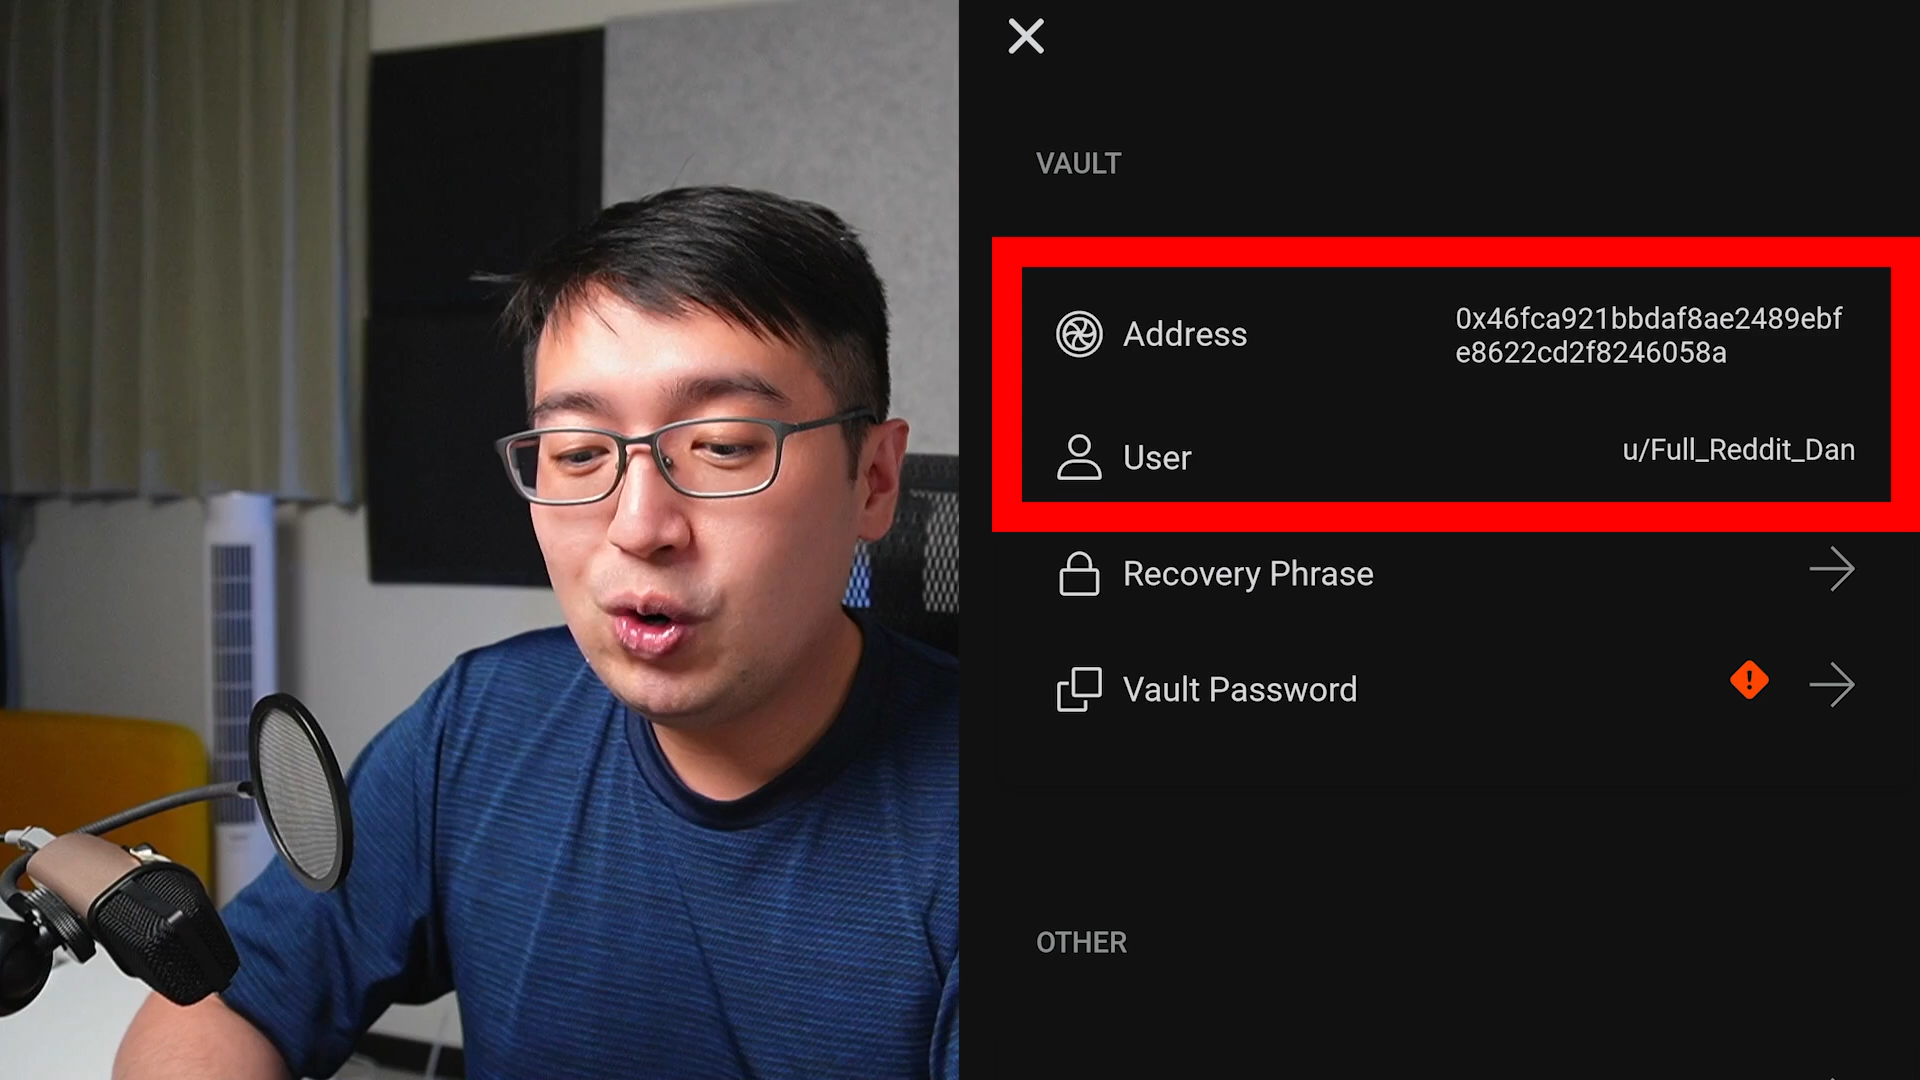 VAULT
Address
0x46fca921bbdaf8ae2489ebf
e8622cd2f8246058a
User
u/Full_Reddit_Dan
Recovery Phrase
Vault Password
OTHER